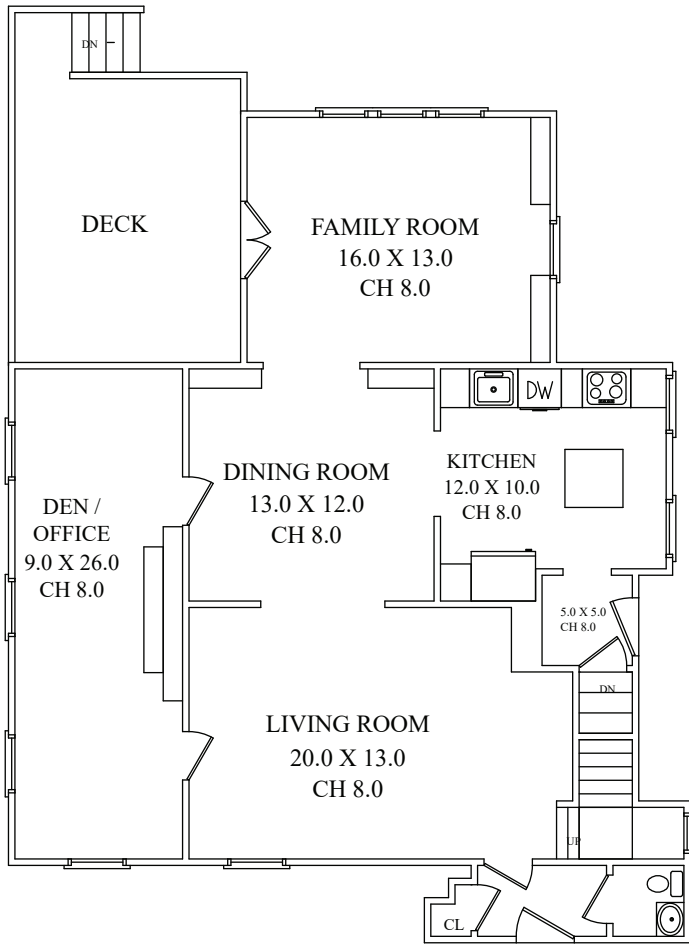 DN
DECK
FAMILY ROOM
16.0 X 13.0
CH 8.0
DW
DINING ROOM
13.0 X 12.0
CH 8.0
KITCHEN
12.0 X 10.0
CH 8.0
DEN /
OFFICE
9.0 X 26.0
CH 8.0
5.0 X 5.0
CH 8.0
DN
LIVING ROOM
20.0 X 13.0
CH 8.0
UP
CL